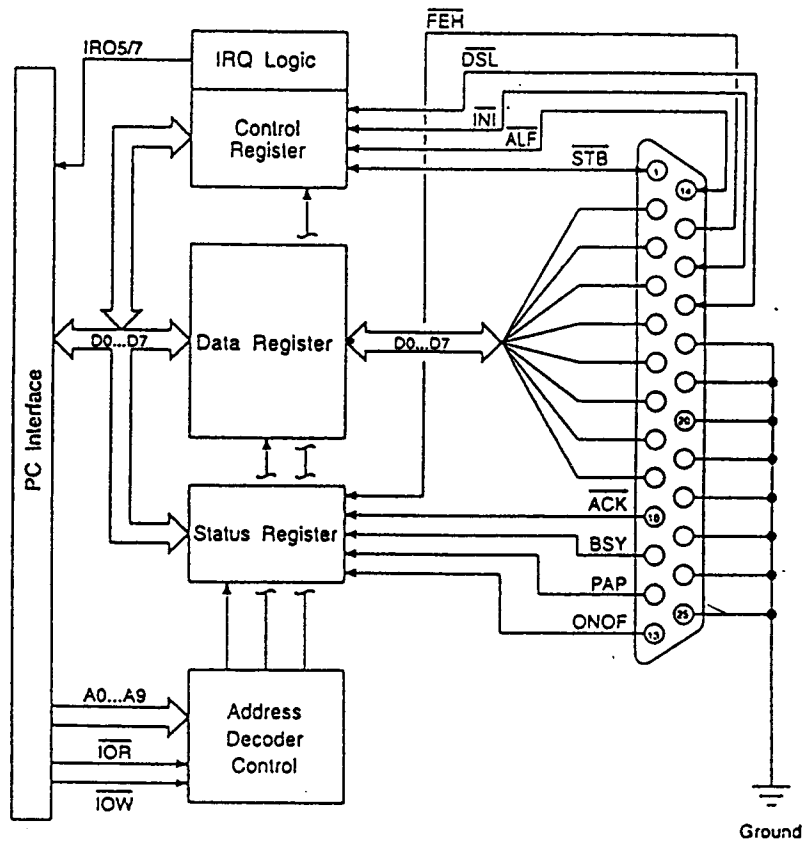 FEH
IRO5/7
IRQ Logic
DSL
INI
Control
Register
ALF
STB
1
14
D0...D7
Data Register
D0...D7
PC Interface
20
ACK
10
Status Register
BSY
PAP
25
ONOF
13
A0...A9
Address
Decoder
Control
IOR
IOW
Ground